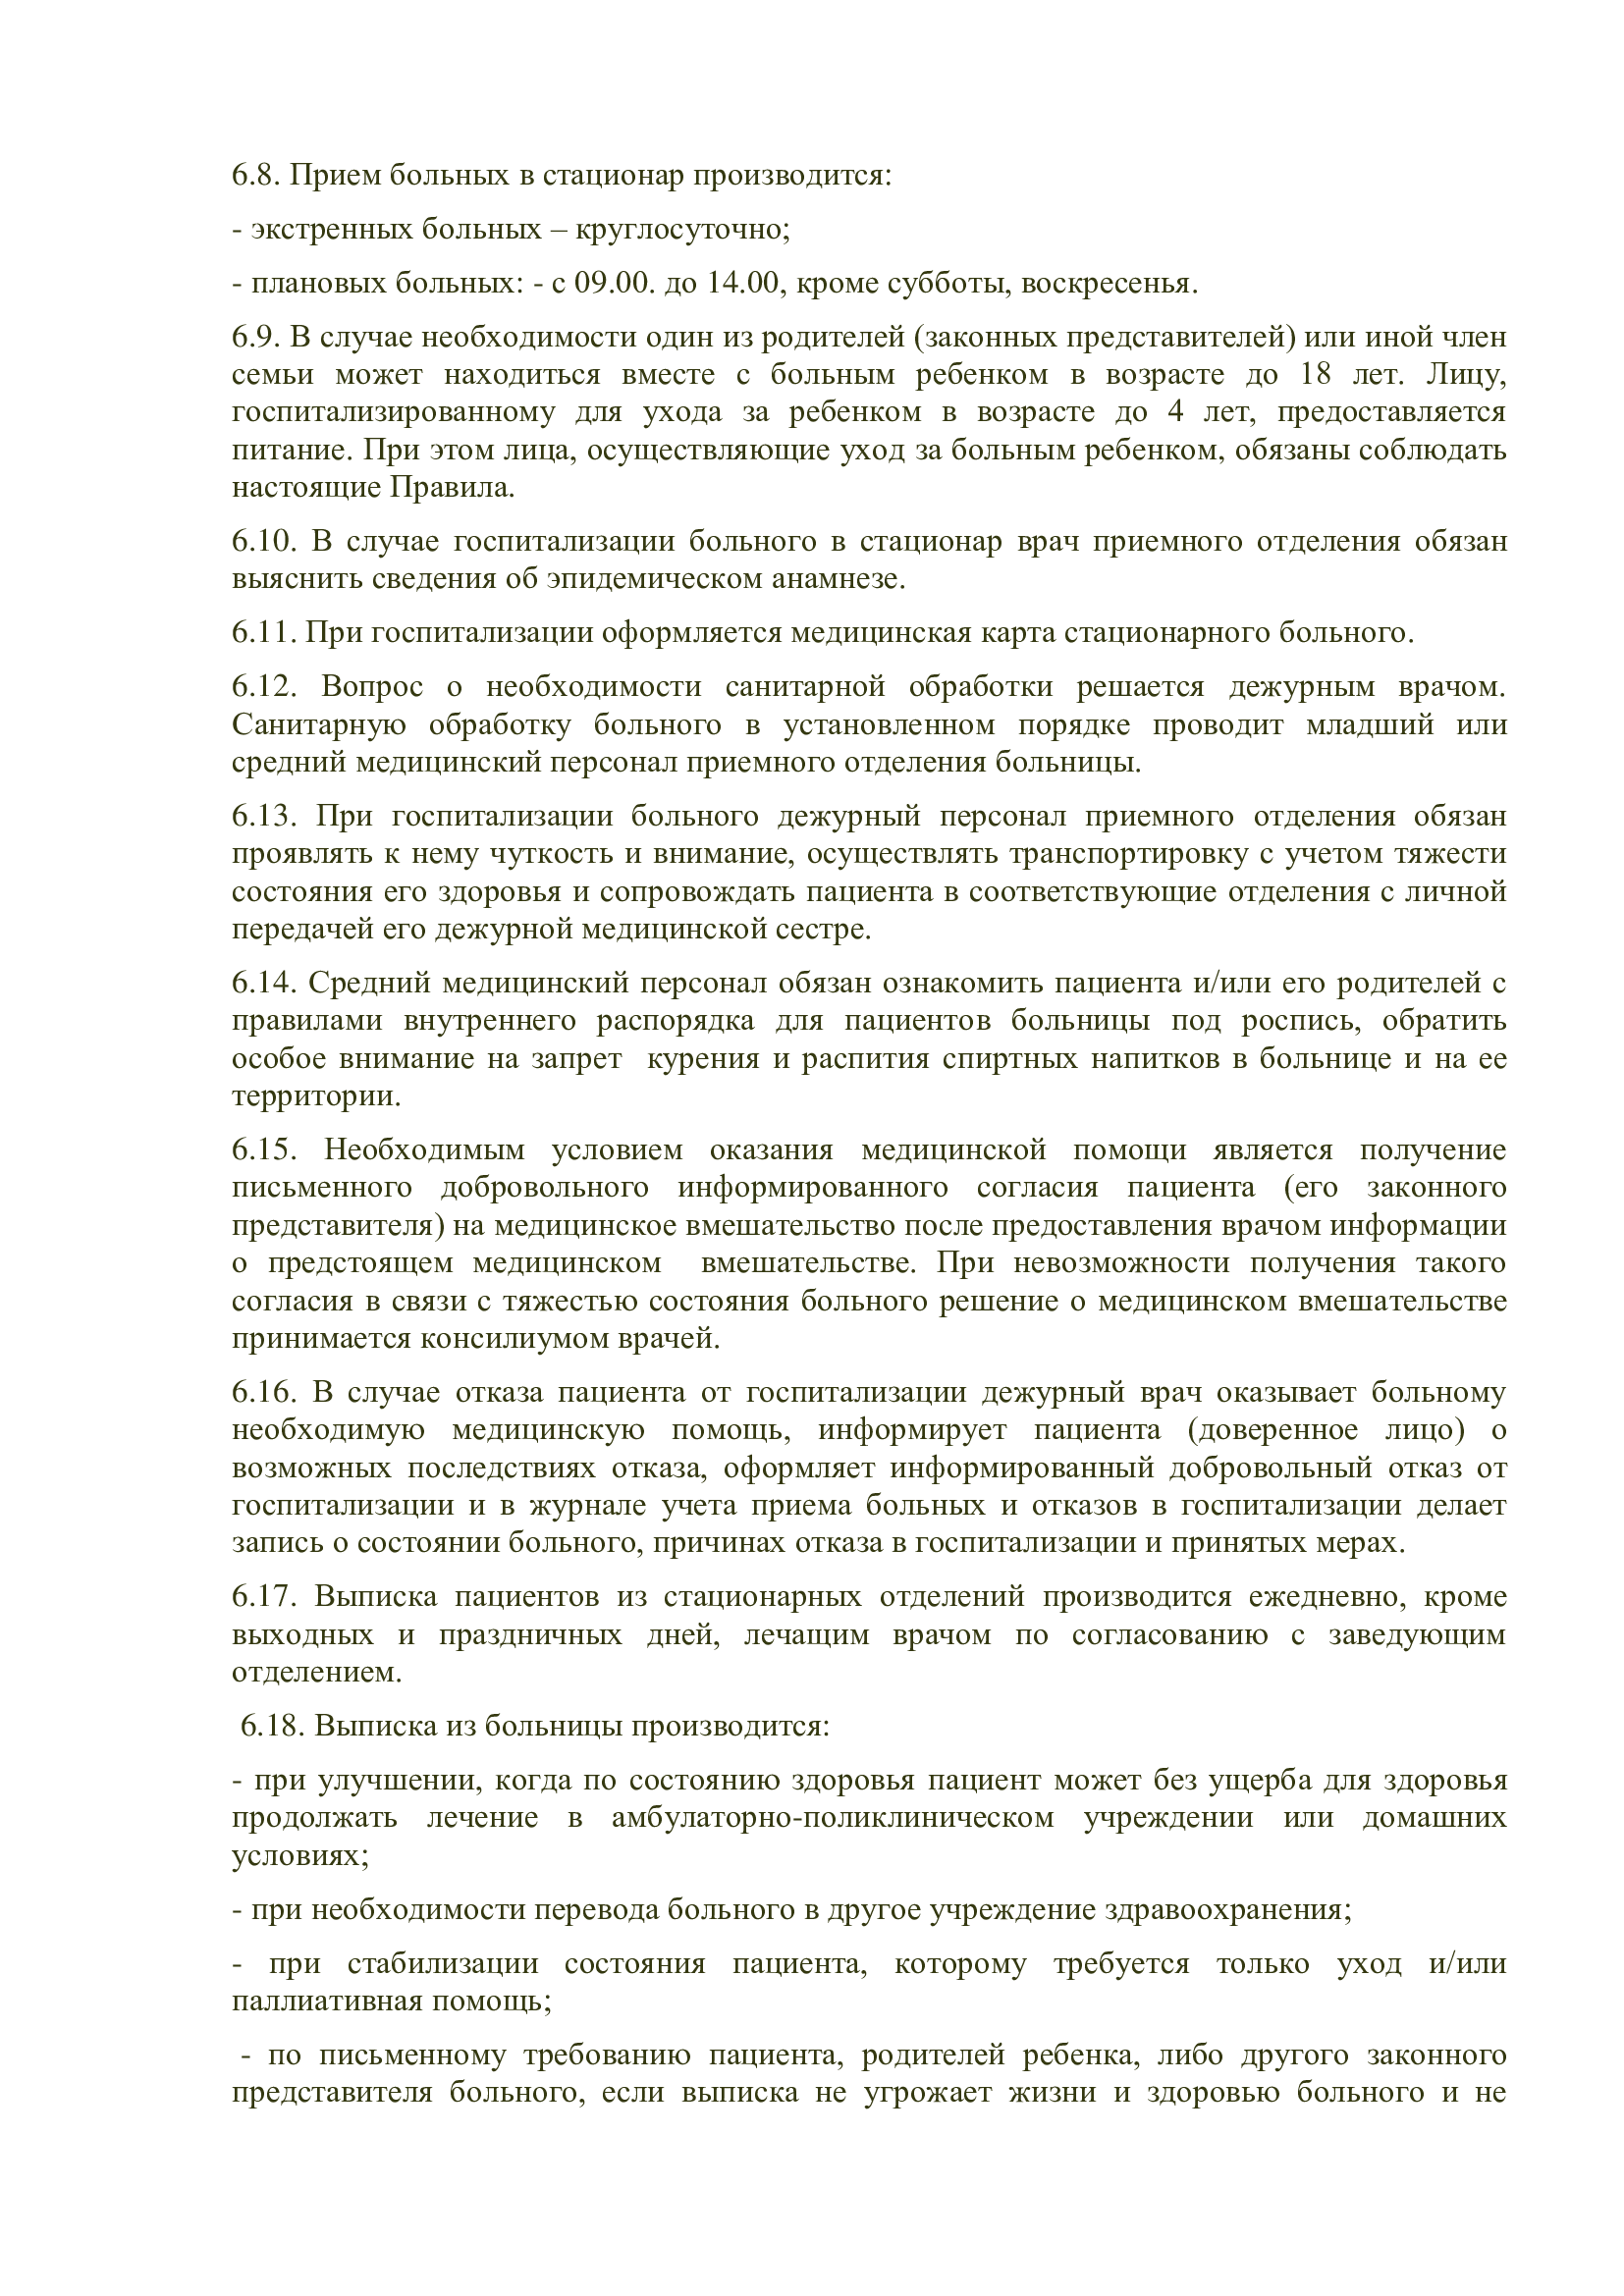 6.8. Прием больных в стационар производится:
- экстренных больных – круглосуточно;
- плановых больных: - с 09.00. до 14.00, кроме субботы, воскресенья.
6.9. В случае необходимости один из родителей (законных представителей) или иной член
семьи может находиться вместе с больным ребенком в возрасте до 18 лет. Лицу,
госпитализированному для ухода за ребенком в возрасте до 4 лет, предоставляется
питание. При этом лица, осуществляющие уход за больным ребенком, обязаны соблюдать
настоящие Правила.
6.10. В случае госпитализации больного в стационар врач приемного отделения обязан
выяснить сведения об эпидемическом анамнезе.
6.11. При госпитализации оформляется медицинская карта стационарного больного.
6.12. Вопрос о необходимости санитарной обработки решается дежурным врачом.
Санитарную обработку больного в установленном порядке проводит младший или
средний медицинский персонал приемного отделения больницы.
6.13. При госпитализации больного дежурный персонал приемного отделения обязан
проявлять к нему чуткость и внимание, осуществлять транспортировку с учетом тяжести
состояния его здоровья и сопровождать пациента в соответствующие отделения с личной
передачей его дежурной медицинской сестре.
6.14. Средний медицинский персонал обязан ознакомить пациента и/или его родителей с
правилами внутреннего распорядка для пациентов больницы под роспись, обратить
особое внимание на запрет  курения и распития спиртных напитков в больнице и на ее
территории.
6.15. Необходимым условием оказания медицинской помощи является получение
письменного добровольного информированного согласия пациента (его законного
представителя) на медицинское вмешательство после предоставления врачом информации
о предстоящем медицинском  вмешательстве. При невозможности получения такого
согласия в связи с тяжестью состояния больного решение о медицинском вмешательстве
принимается консилиумом врачей.
6.16. В случае отказа пациента от госпитализации дежурный врач оказывает больному
необходимую медицинскую помощь, информирует пациента (доверенное лицо) о
возможных последствиях отказа, оформляет информированный добровольный отказ от
госпитализации и в журнале учета приема больных и отказов в госпитализации делает
запись о состоянии больного, причинах отказа в госпитализации и принятых мерах.
6.17. Выписка пациентов из стационарных отделений производится ежедневно, кроме
выходных и праздничных дней, лечащим врачом по согласованию с заведующим
отделением.
6.18. Выписка из больницы производится:
- при улучшении, когда по состоянию здоровья пациент может без ущерба для здоровья
продолжать лечение в амбулаторно-поликлиническом учреждении или домашних
условиях;
- при необходимости перевода больного в другое учреждение здравоохранения;
- при стабилизации состояния пациента, которому требуется только уход и/или
паллиативная помощь;
- по письменному требованию пациента, родителей ребенка, либо другого законного
представителя больного, если выписка не угрожает жизни и здоровью больного и не